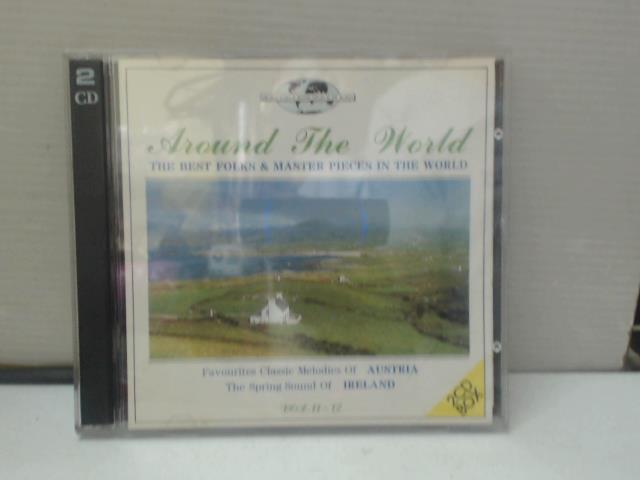 2
CD
Around The World
THE BEST FOLKS & MASTER PIECES IN THE WORLD
Favourites Classic Melodies Of AUSTRIA
The Spring Sound Of IRELAND
2CD
BOX